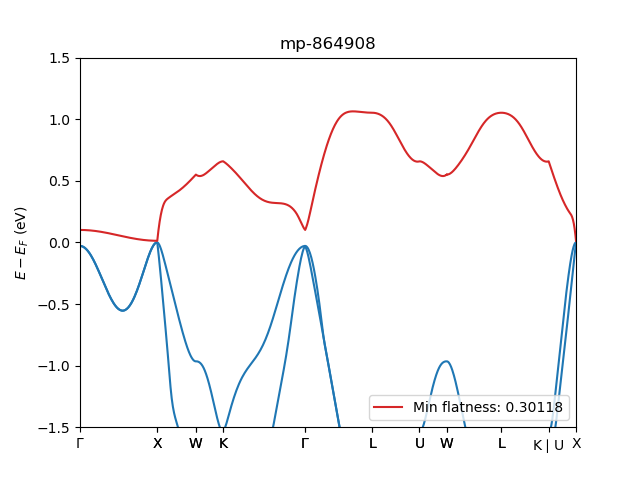 mp-864908
E − E_F (eV)
1.5
1.0
0.5
0.0
−0.5
−1.0
−1.5
Min flatness: 0.30118
Γ X W K Γ L U W L K | U X